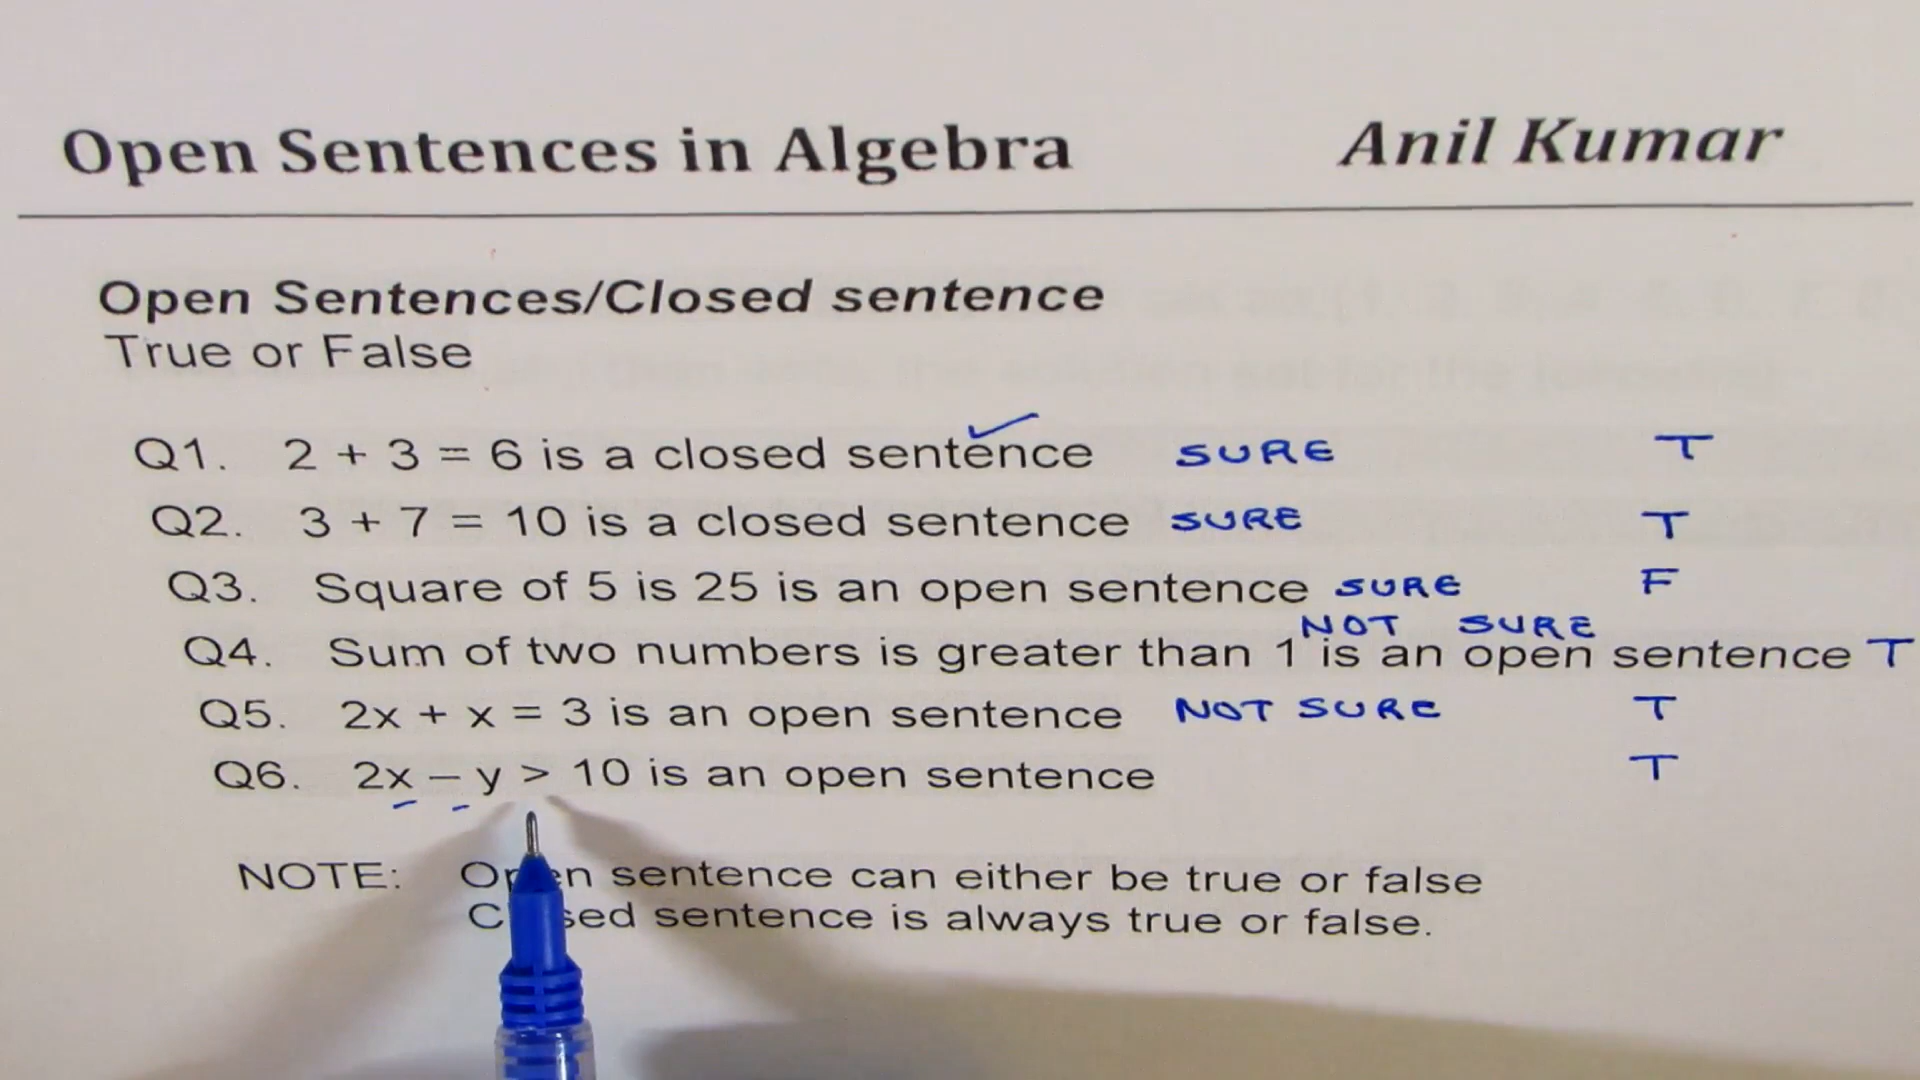 Open Sentences in Algebra Anil Kumar
Open Sentences/Closed sentence
True or False
Q1. 2 + 3 = 6 is a closed sentence SURE T
Q2. 3 + 7 = 10 is a closed sentence SURE T
Q3. Square of 5 is 25 is an open sentence SURE F
NOT SURE
Q4. Sum of two numbers is greater than 1 is an open sentence T
Q5. 2x + x = 3 is an open sentence NOT SURE T
Q6. 2x – y > 10 is an open sentence T
NOTE: Open sentence can either be true or false
Closed sentence is always true or false.